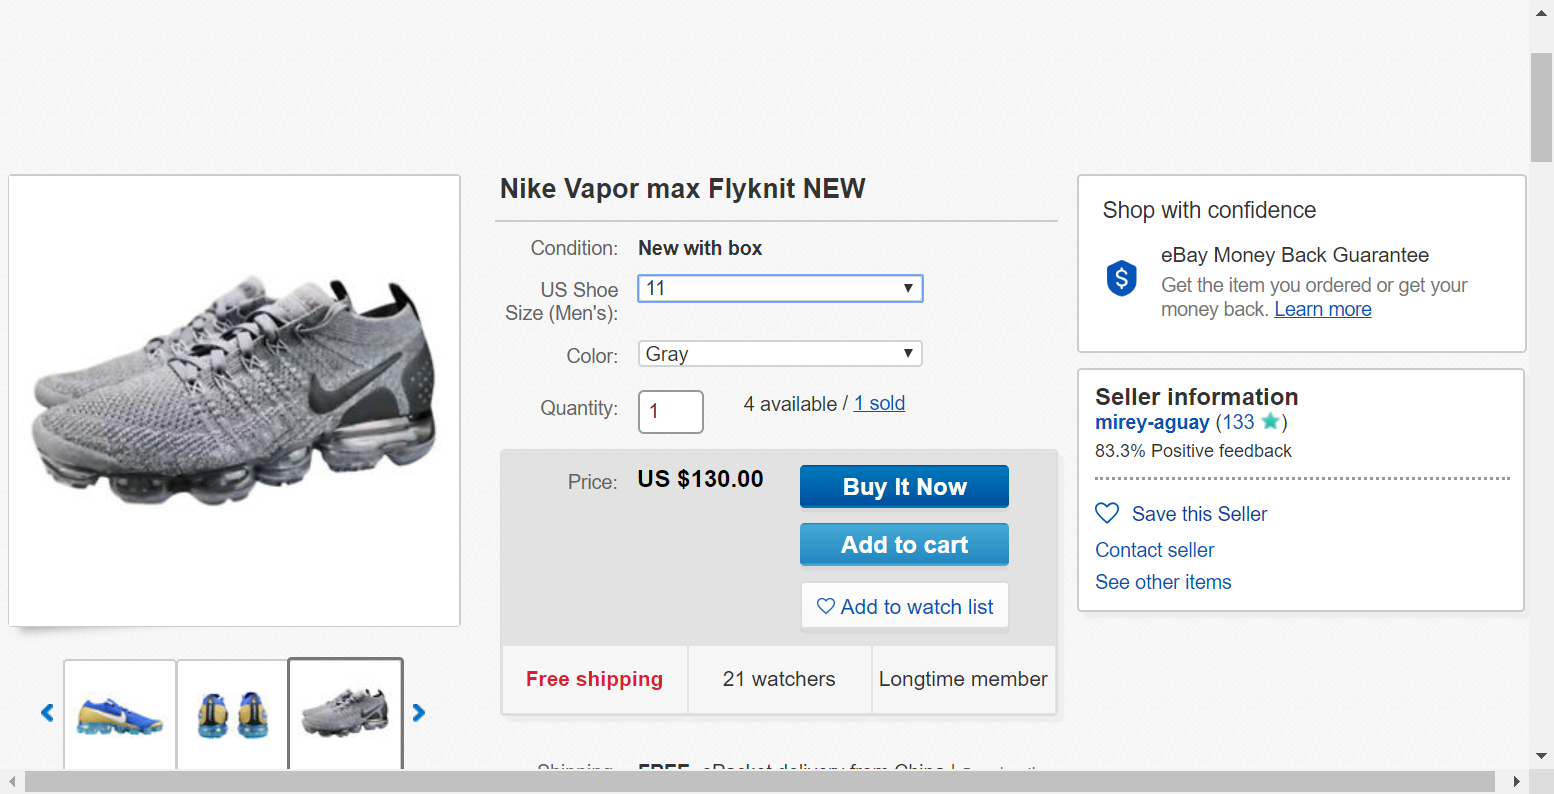 Nike Vapor max Flyknit NEW
Condition: New with box
US Shoe Size (Men's): 11
Color: Gray
Quantity: 1 4 available / 1 sold
Price: US $130.00
Buy It Now
Add to cart
Add to watch list
Free shipping 21 watchers Longtime member
Shipping FREE ePacket delivery from China
Shop with confidence
eBay Money Back Guarantee
Get the item you ordered or get your
money back. Learn more
Seller information
mirey-aguay (133)
83.3% Positive feedback
Save this Seller
Contact seller
See other items